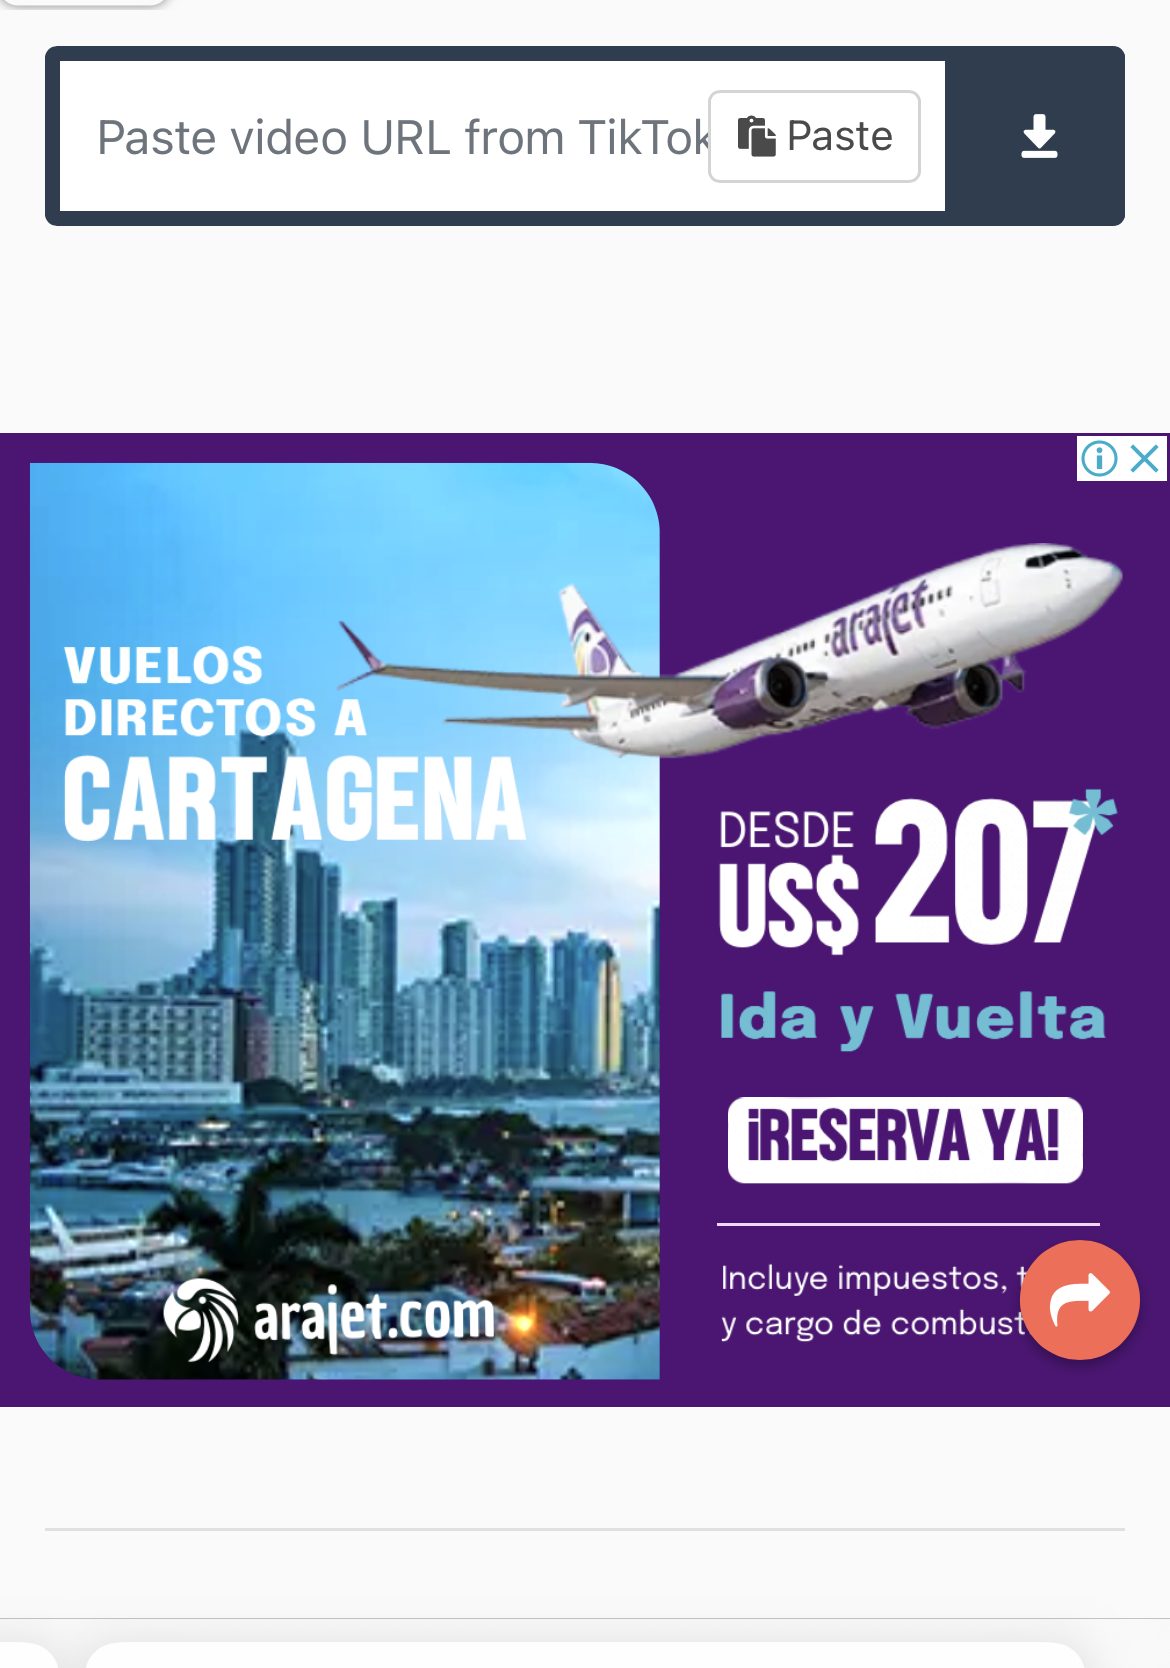 Paste video URL from TikTok
Paste
VUELOS
DIRECTOS A
CARTAGENA
arajet
DESDE
US$ 207*
Ida y Vuelta
¡RESERVA YA!
Incluye impuestos,
y cargo de
arajet.com